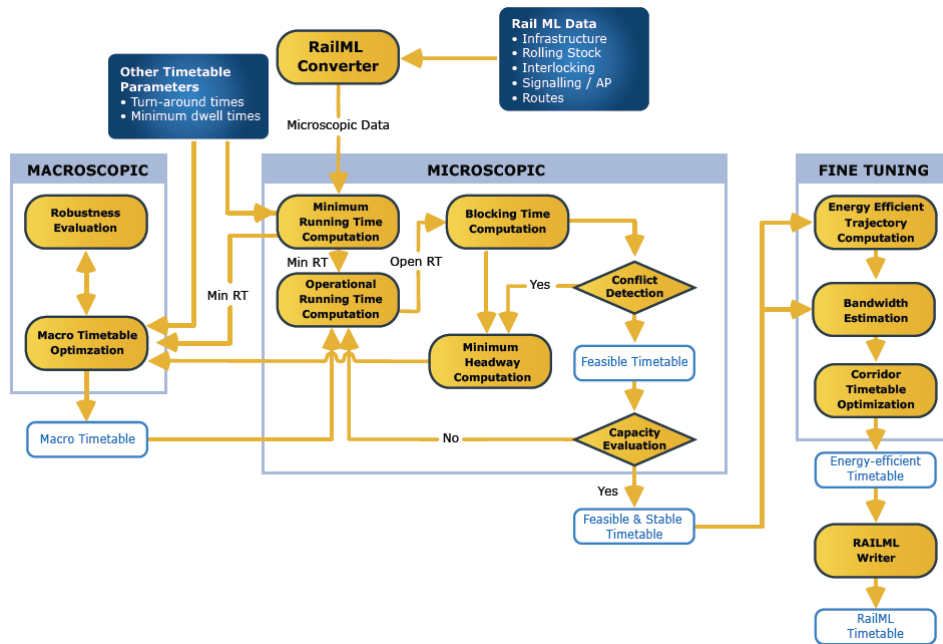 Rail ML Data
• Infrastructure
• Rolling Stock
• Interlocking
• Signalling / AP
• Routes
RailML
Converter
Other Timetable
Parameters
• Turn-around times
• Minimum dwell times
Microscopic Data
MACROSCOPIC
Robustness
Evaluation
Min RT
Macro Timetable
Optimzation
Macro Timetable
MICROSCOPIC
Minimum
Running Time
Computation
Min RT
Open RT
Operational
Running Time
Computation
Blocking Time
Computation
Yes
Conflict
Detection
Minimum
Headway
Computation
Feasible Timetable
No
Capacity
Evaluation
Yes
Feasible & Stable
Timetable
FINE TUNING
Energy Efficient
Trajectory
Computation
Bandwidth
Estimation
Corridor
Timetable
Optimization
Energy-efficient
Timetable
RAILML
Writer
RailML
Timetable